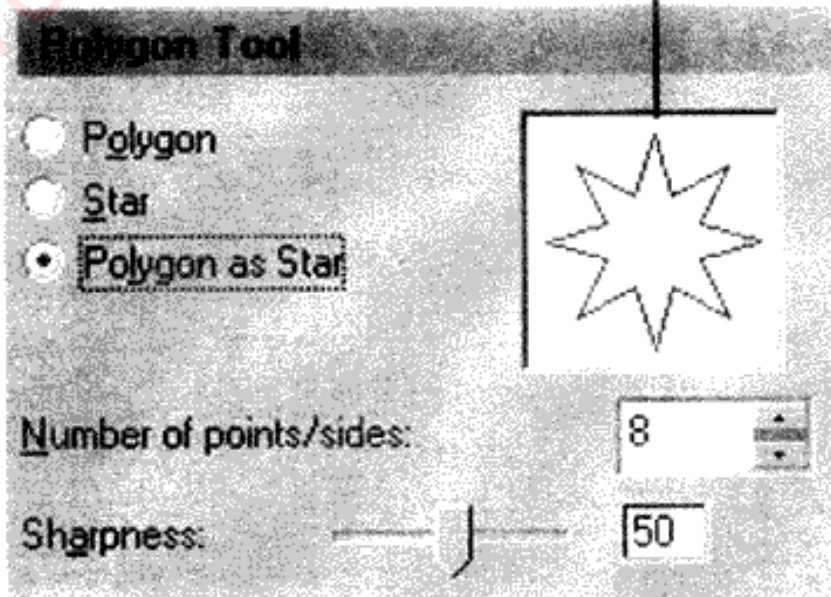 Polygon Tool
Polygon
Star
Polygon as Star
Number of points/sides: 8
Sharpness: 50